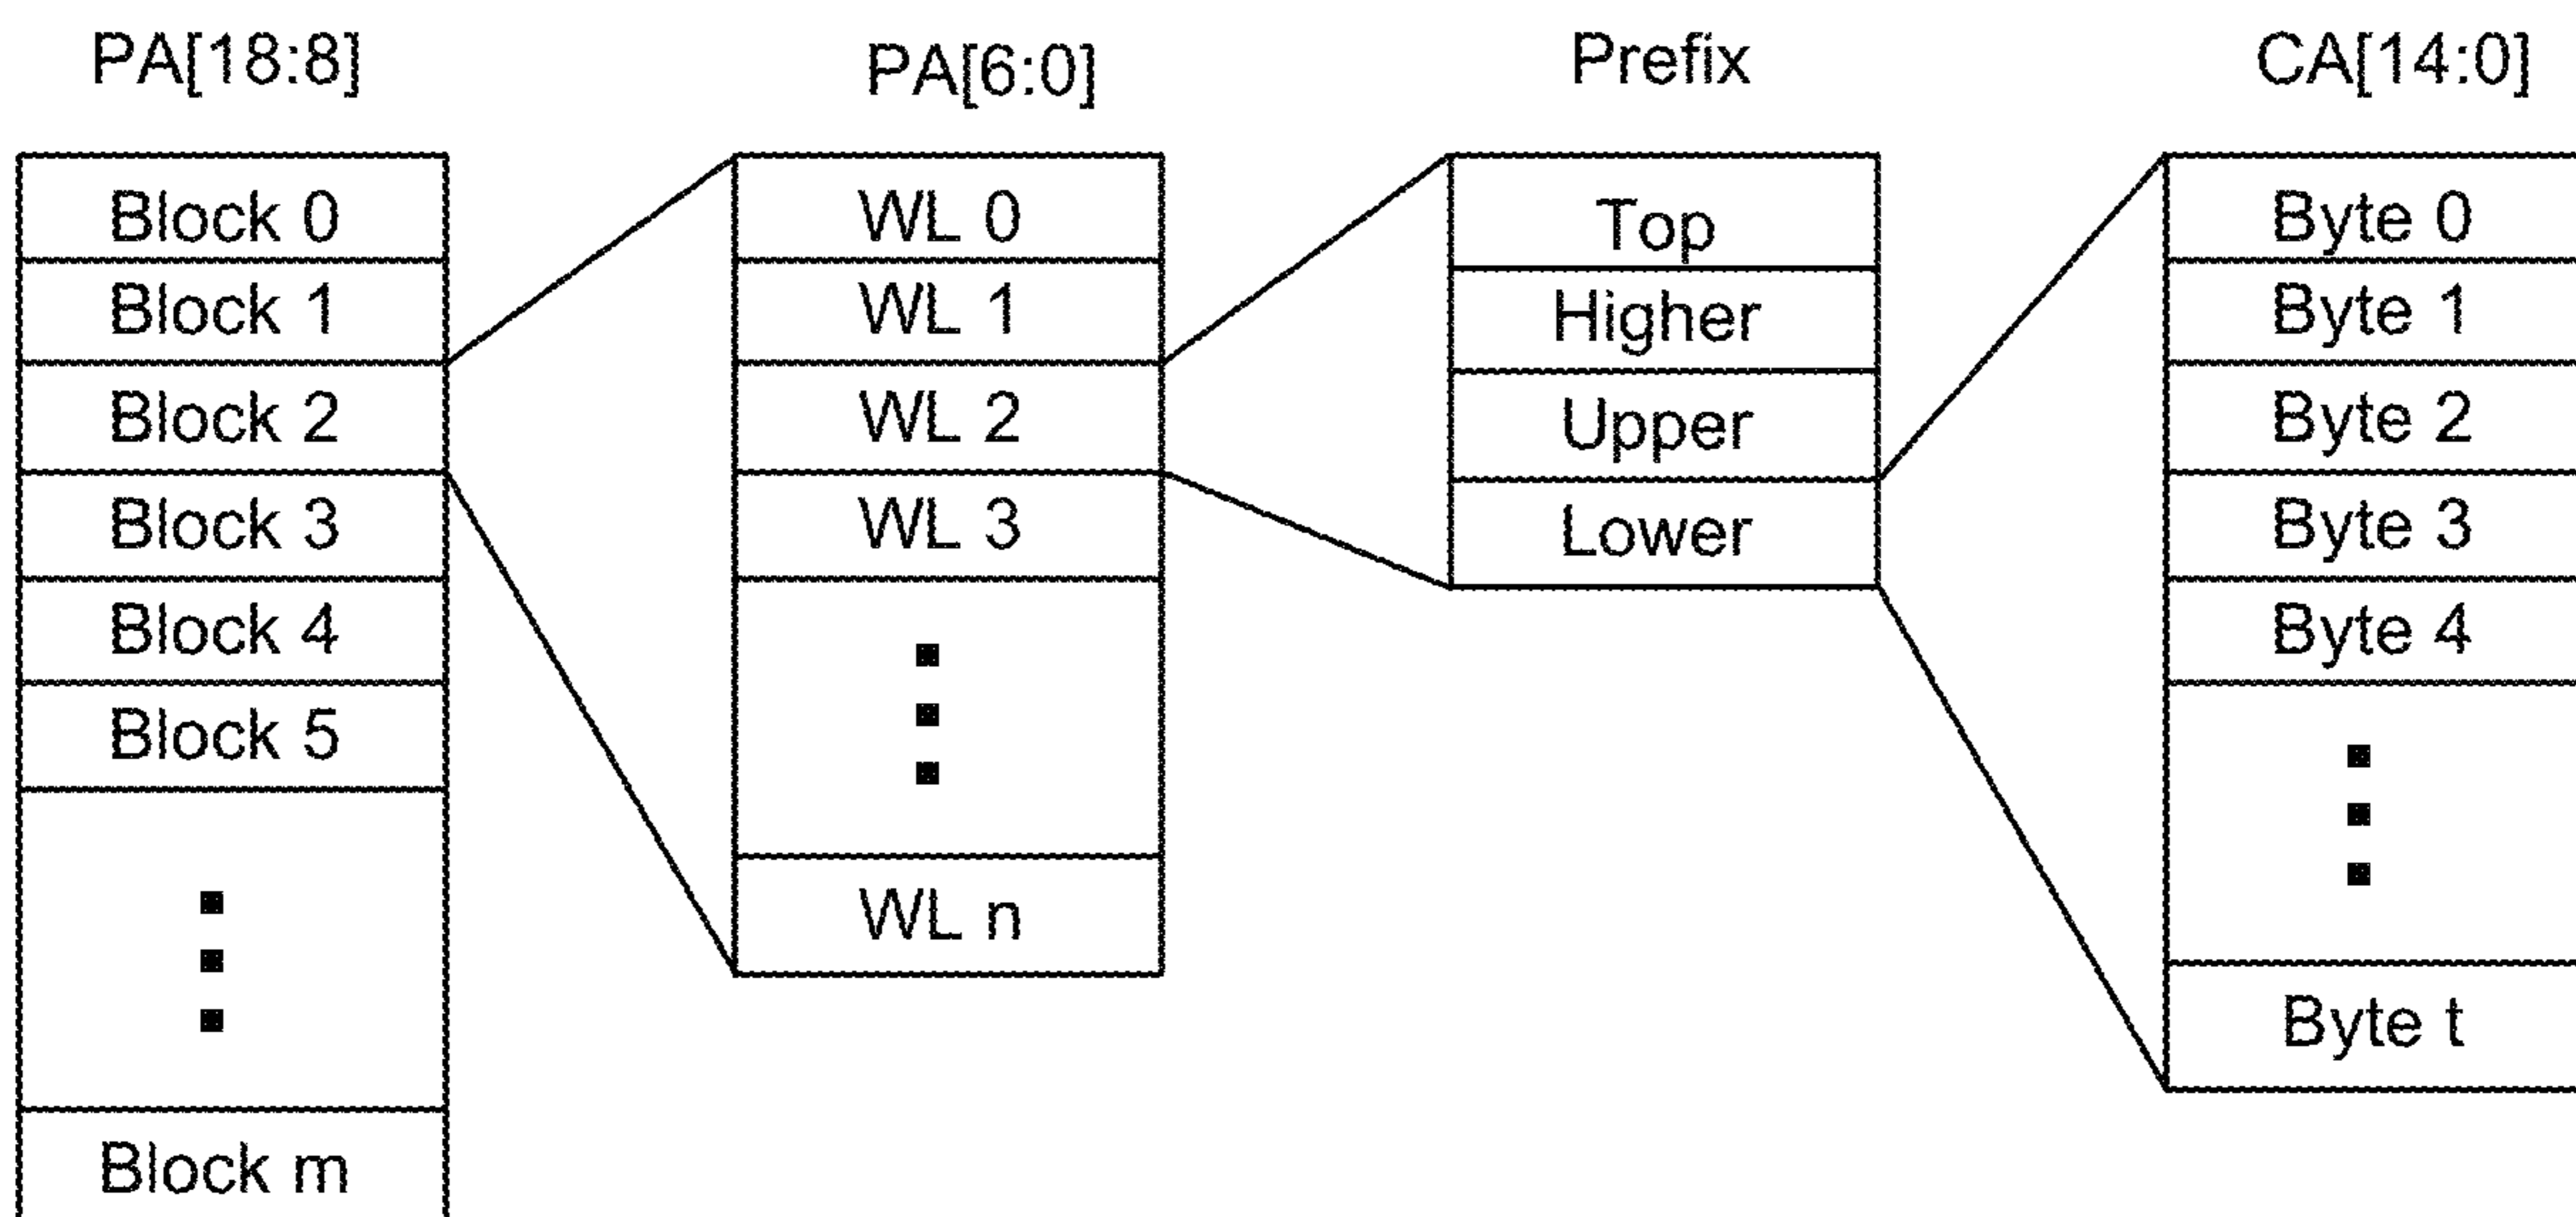 PA[18:8]
Block 0
Block 1
Block 2
Block 3
Block 4
Block 5
Block m
PA[6:0]
WL 0
WL 1
WL 2
WL 3
WL n
Prefix
Top
Higher
Upper
Lower
CA[14:0]
Byte 0
Byte 1
Byte 2
Byte 3
Byte 4
Byte t